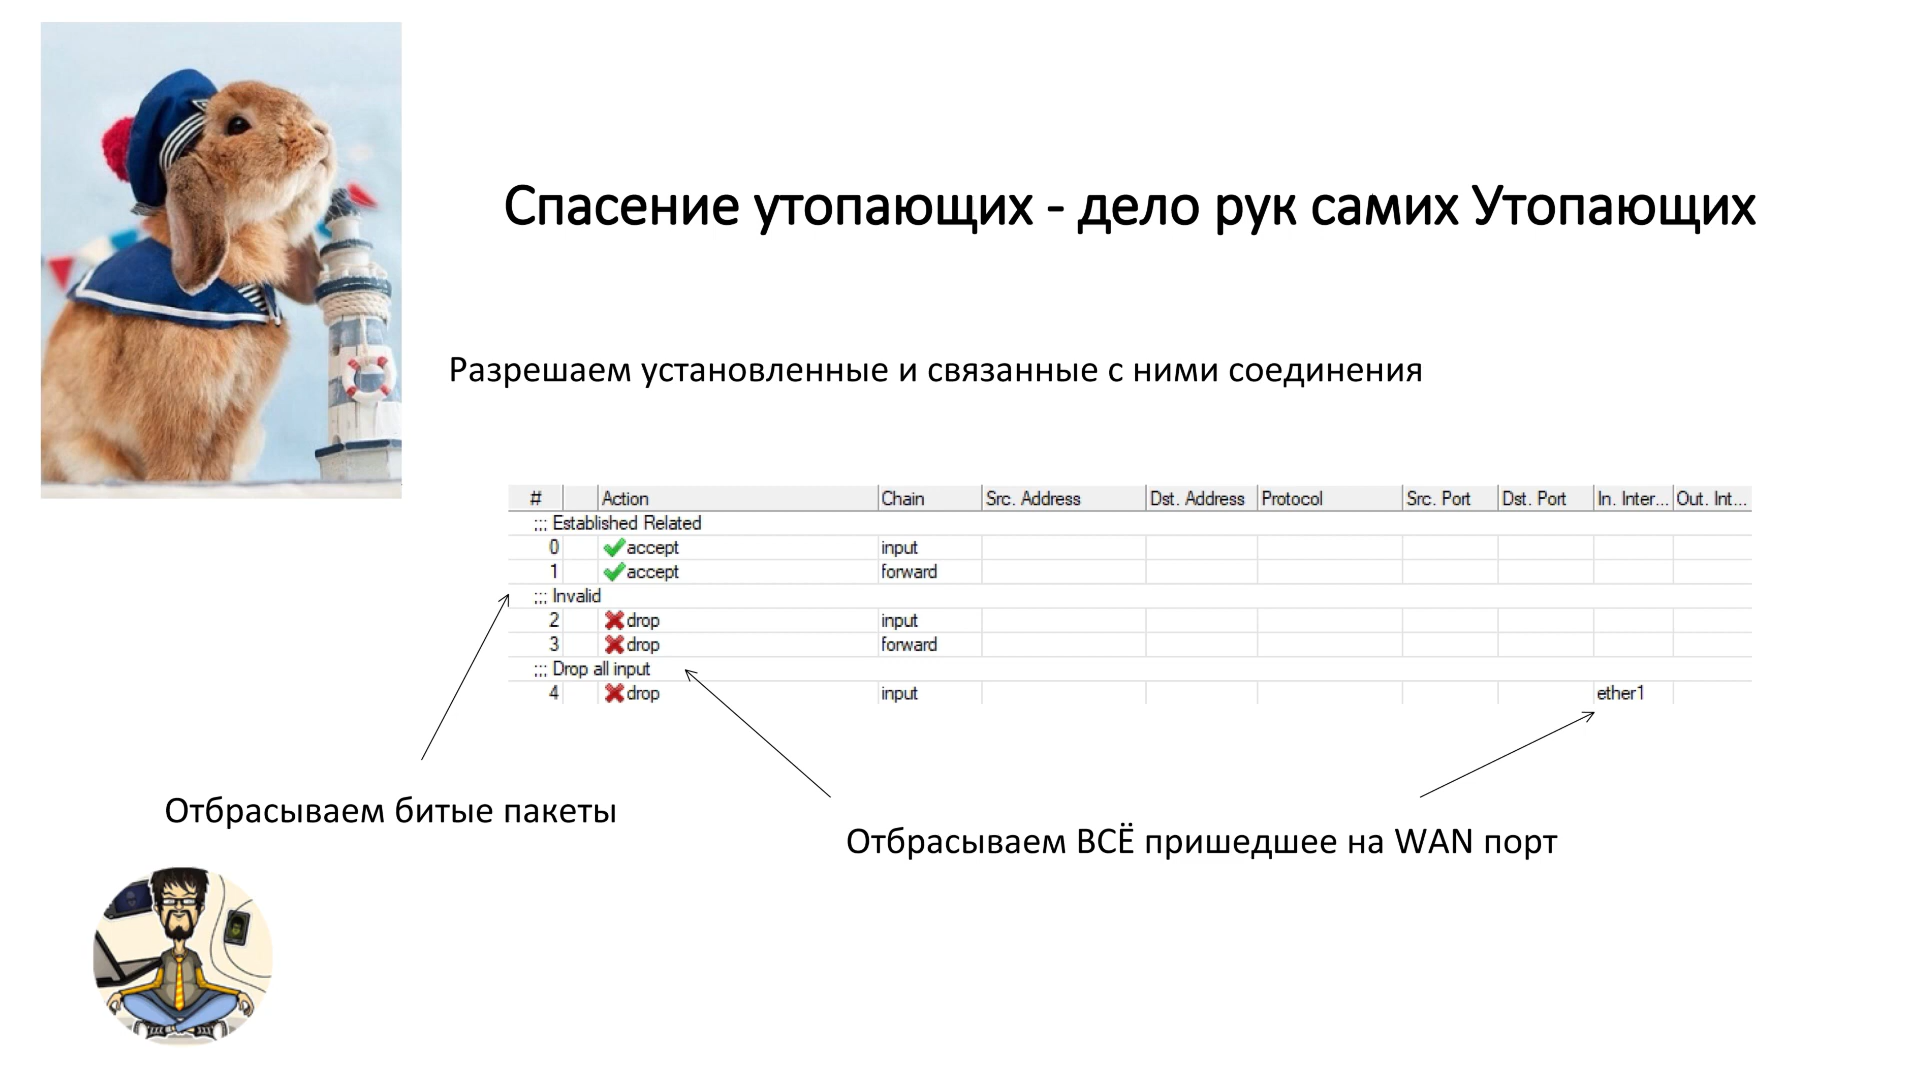 Спасение утопающих - дело рук самих Утопающих
Разрешаем установленные и связанные с ними соединения
# Action Chain Src. Address Dst. Address Protocol Src. Port Dst. Port In. Inter... Out. Int...
;;; Established Related
0 accept input
1 accept forward
;;; Invalid
2 drop input
3 drop forward
;;; Drop all input
4 drop input ether1
Отбрасываем битые пакеты
Отбрасываем ВСЁ пришедшее на WAN порт